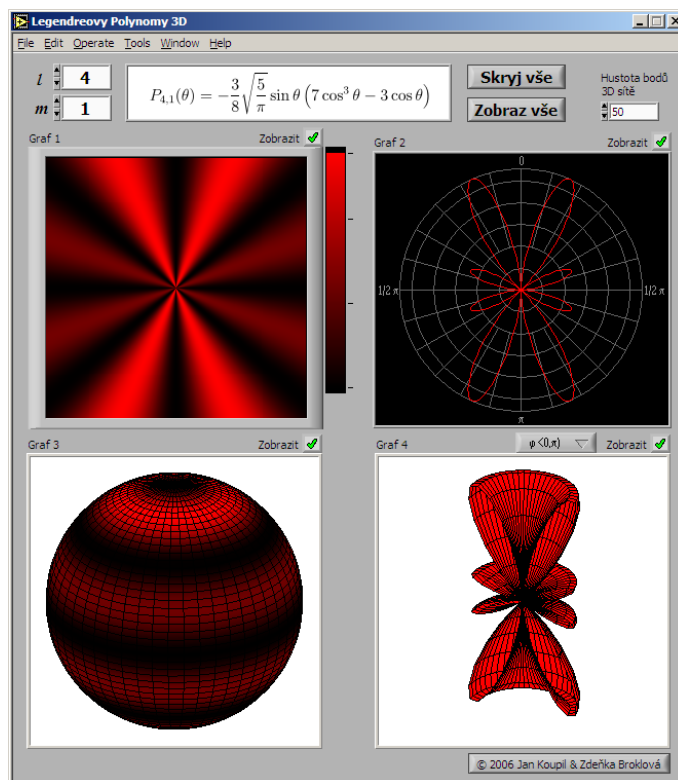 Legendreovy Polynomy 3D
File Edit Operate Tools Window Help
l 4
m 1
P₄,₁(θ) = −3/8 √(5/π) sin θ (7 cos³ θ − 3 cos θ)
Skryj vše
Zobraz vše
Hustota bodů
3D sítě
50
Graf 1 Zobrazit
Graf 2 Zobrazit
0
1/2 π 1/2 π
π
Graf 3 Zobrazit
Graf 4 φ <0,π) Zobrazit
© 2006 Jan Koupil & Zdeňka Broklová